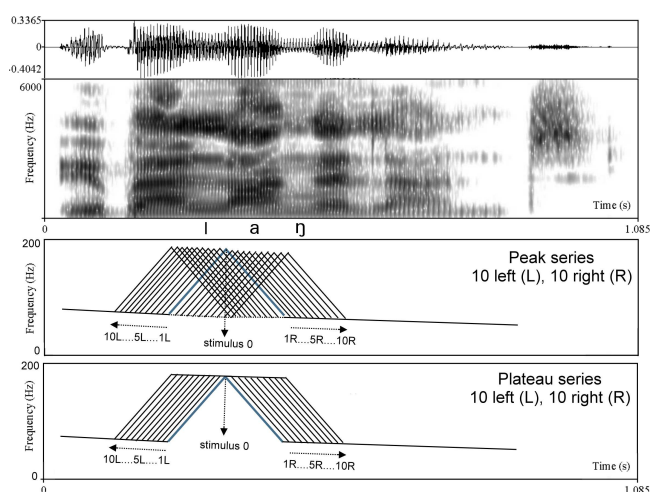 0.3365
0
-0.4042
6000
Frequency (Hz)
Time (s)
0
1.085
l a ŋ
200
Frequency (Hz)
0
Peak series
10 left (L), 10 right (R)
10L....5L....1L
stimulus 0
1R....5R....10R
200
Frequency (Hz)
0
Plateau series
10 left (L), 10 right (R)
10L....5L....1L
stimulus 0
1R....5R....10R
Time (s)
0
1.085